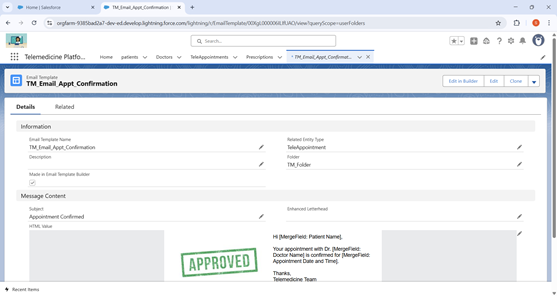 Home | Salesforce
TM_Email_Appt_Confirmation |
orgfarm-9385bad2a7-dev-ed.develop.lightning.force.com/lightning/r/EmailTemplate/
/view?queryScope=userFolders
Search...
Telemedicine Platfo...
Home
patients
Doctors
TeleAppointments
Prescriptions
* TM_Email_Appt_Confirmat...
Email Template
TM_Email_Appt_Confirmation
Edit in Builder
Edit
Clone
Details
Related
Information
Email Template Name
Related Entity Type
TM_Email_Appt_Confirmation
TeleAppointment
Description
Folder
TM_Folder
Made in Email Template Builder
Message Content
Subject
Enhanced Letterhead
Appointment Confirmed
HTML Value
APPROVED
Hi [MergeField: Patient Name],
Your appointment with Dr. [MergeField:
Doctor Name] is confirmed for [MergeField:
Appointment Date and Time].
Thanks,
Telemedicine Team
Recent Items